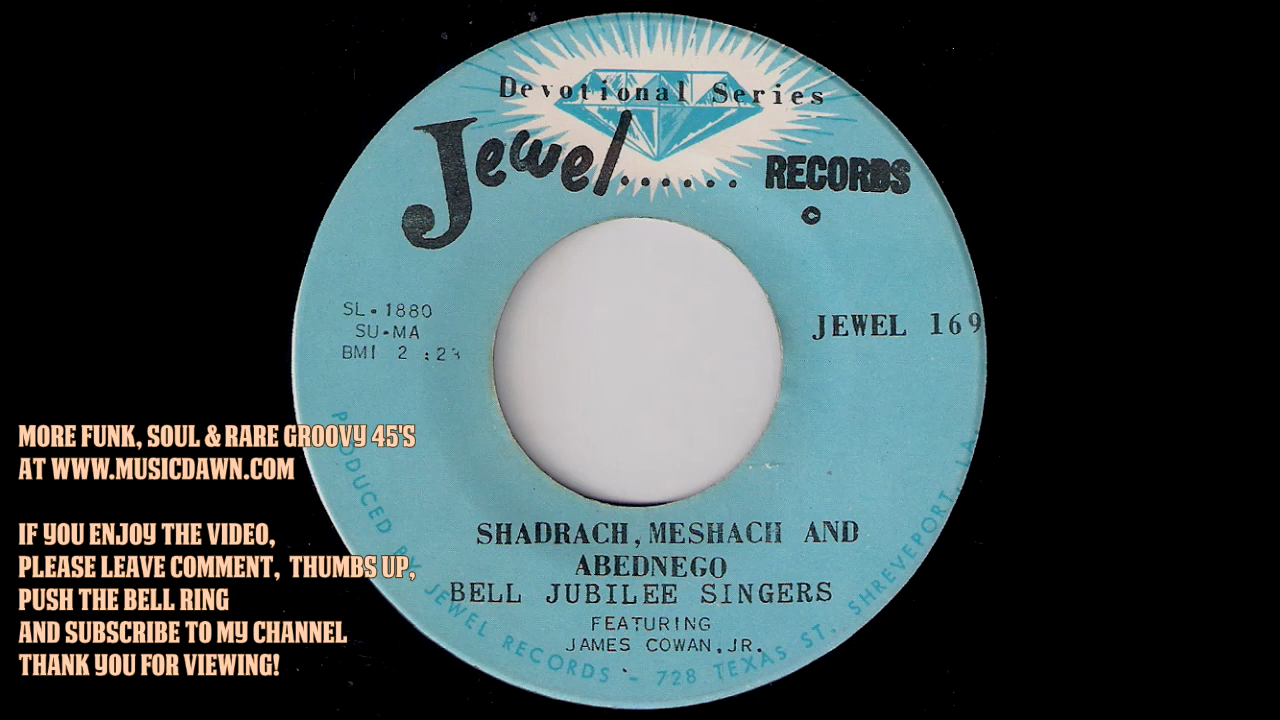 Devotional Series
Jewel...... RECORDS
©
SL-1880
SU-MA
BMI 2:23
JEWEL 169
SHADRACH, MESHACH AND
ABEDNEGO
BELL JUBILEE SINGERS
FEATURING
JAMES COWAN, JR.
PRODUCED BY JEWEL RECORDS - 728 TEXAS ST, SHREVEPORT, LA.
MORE FUNK, SOUL & RARE GROOVY 45'S
AT WWW.MUSICDAWN.COM
IF YOU ENJOY THE VIDEO,
PLEASE LEAVE COMMENT, THUMBS UP,
PUSH THE BELL RING
AND SUBSCRIBE TO MY CHANNEL
THANK YOU FOR VIEWING!